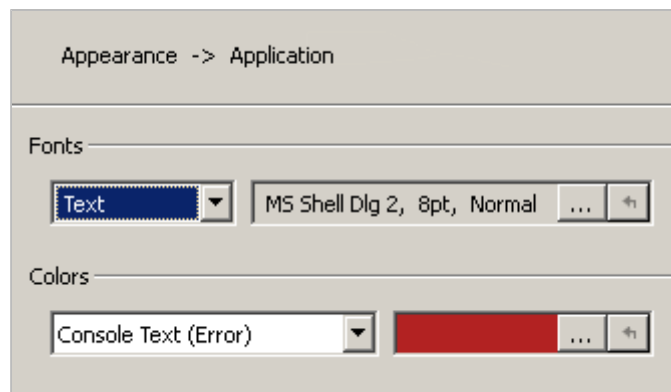 Appearance -> Application
Fonts
Text MS Shell Dlg 2, 8pt, Normal ...
Colors
Console Text (Error) ...